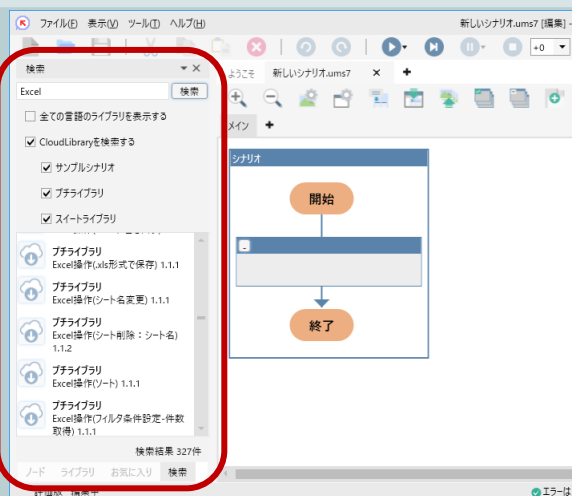 ファイル(F) 表示(V) ツール(T) ヘルプ(H)
新しいシナリオ.ums7 [編集] -
+0
検索
ようこそ 新しいシナリオ.ums7
Excel
検索
全ての言語のライブラリを表示する
メイン
CloudLibraryを検索する
サンプルシナリオ
プチライブラリ
スイートライブラリ
シナリオ
開始
終了
プチライブラリ
Excel操作(.xls形式で保存) 1.1.1
プチライブラリ
Excel操作(シート名変更) 1.1.1
プチライブラリ
Excel操作(シート削除：シート名)
1.1.2
プチライブラリ
Excel操作(ソート) 1.1.1
プチライブラリ
Excel操作(フィルタ条件設定-件数
取得) 1.1.1
検索結果 327件
ノード ライブラリ お気に入り 検索
評価版 編集中
エラーは